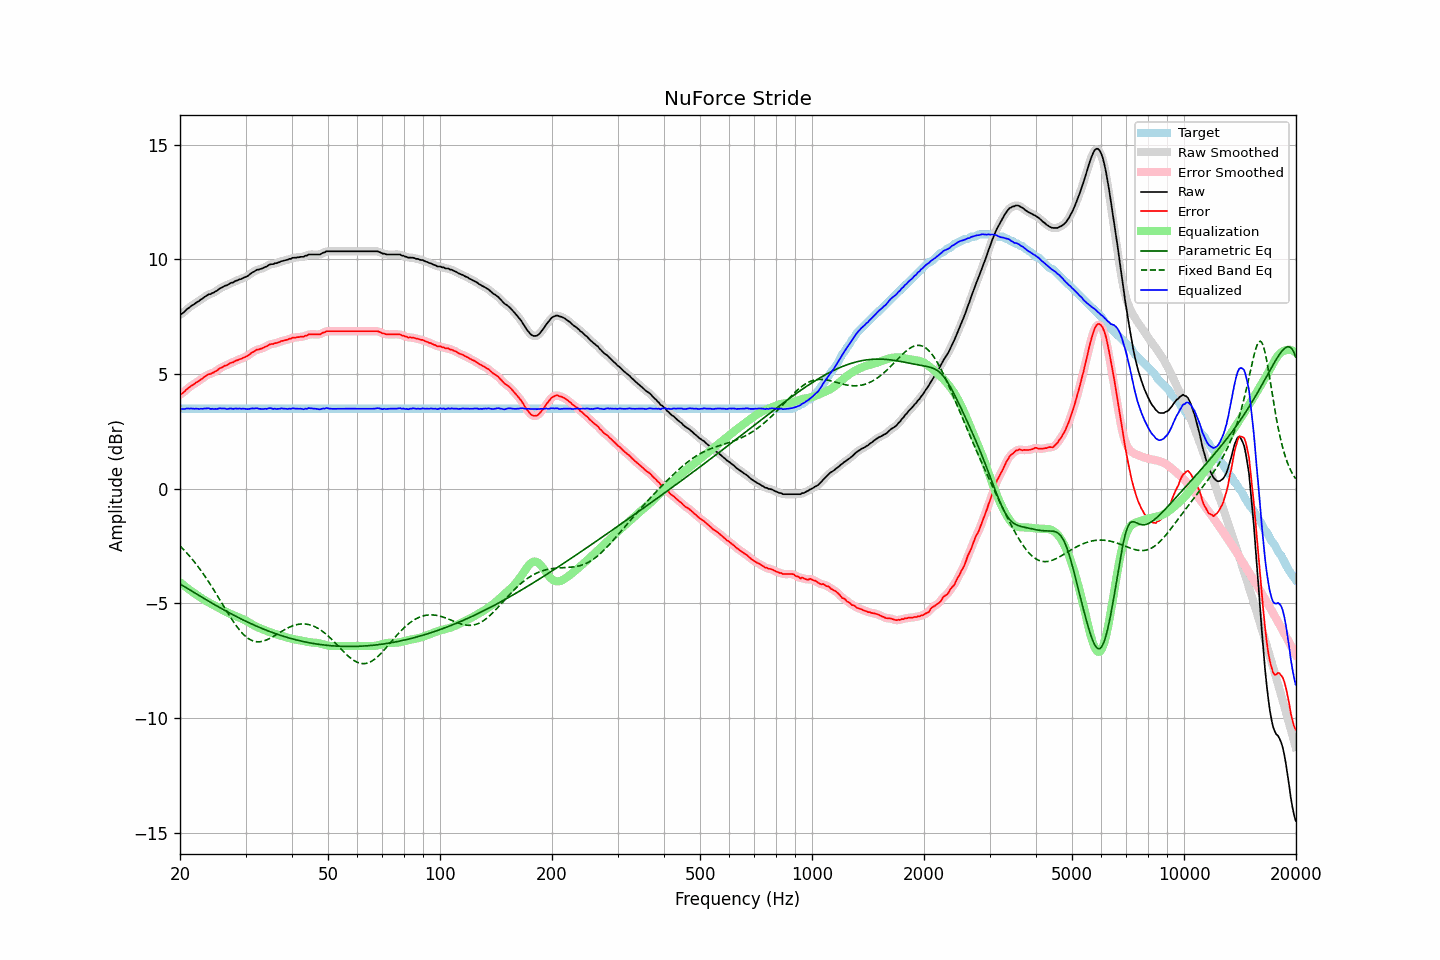 NuForce Stride
Target
Raw Smoothed
Error Smoothed
Raw
Error
Equalization
Parametric Eq
Fixed Band Eq
Equalized
15
10
5
0
−5
−10
−15
Amplitude (dBr)
20
50
100
200
500
1000
2000
5000
10000
20000
Frequency (Hz)